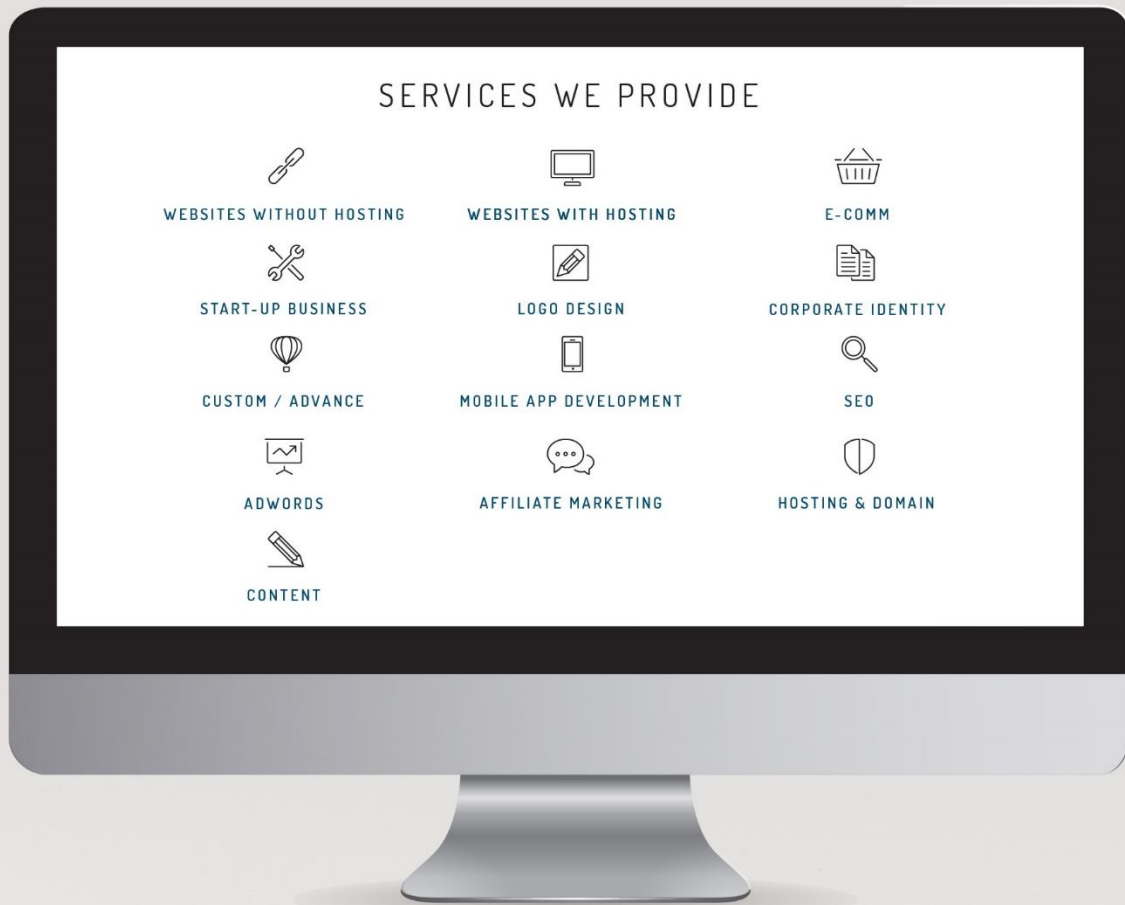 SERVICES WE PROVIDE
WEBSITES WITHOUT HOSTING
WEBSITES WITH HOSTING
E-COMM
START-UP BUSINESS
LOGO DESIGN
CORPORATE IDENTITY
CUSTOM / ADVANCE
MOBILE APP DEVELOPMENT
SEO
ADWORDS
AFFILIATE MARKETING
HOSTING & DOMAIN
CONTENT